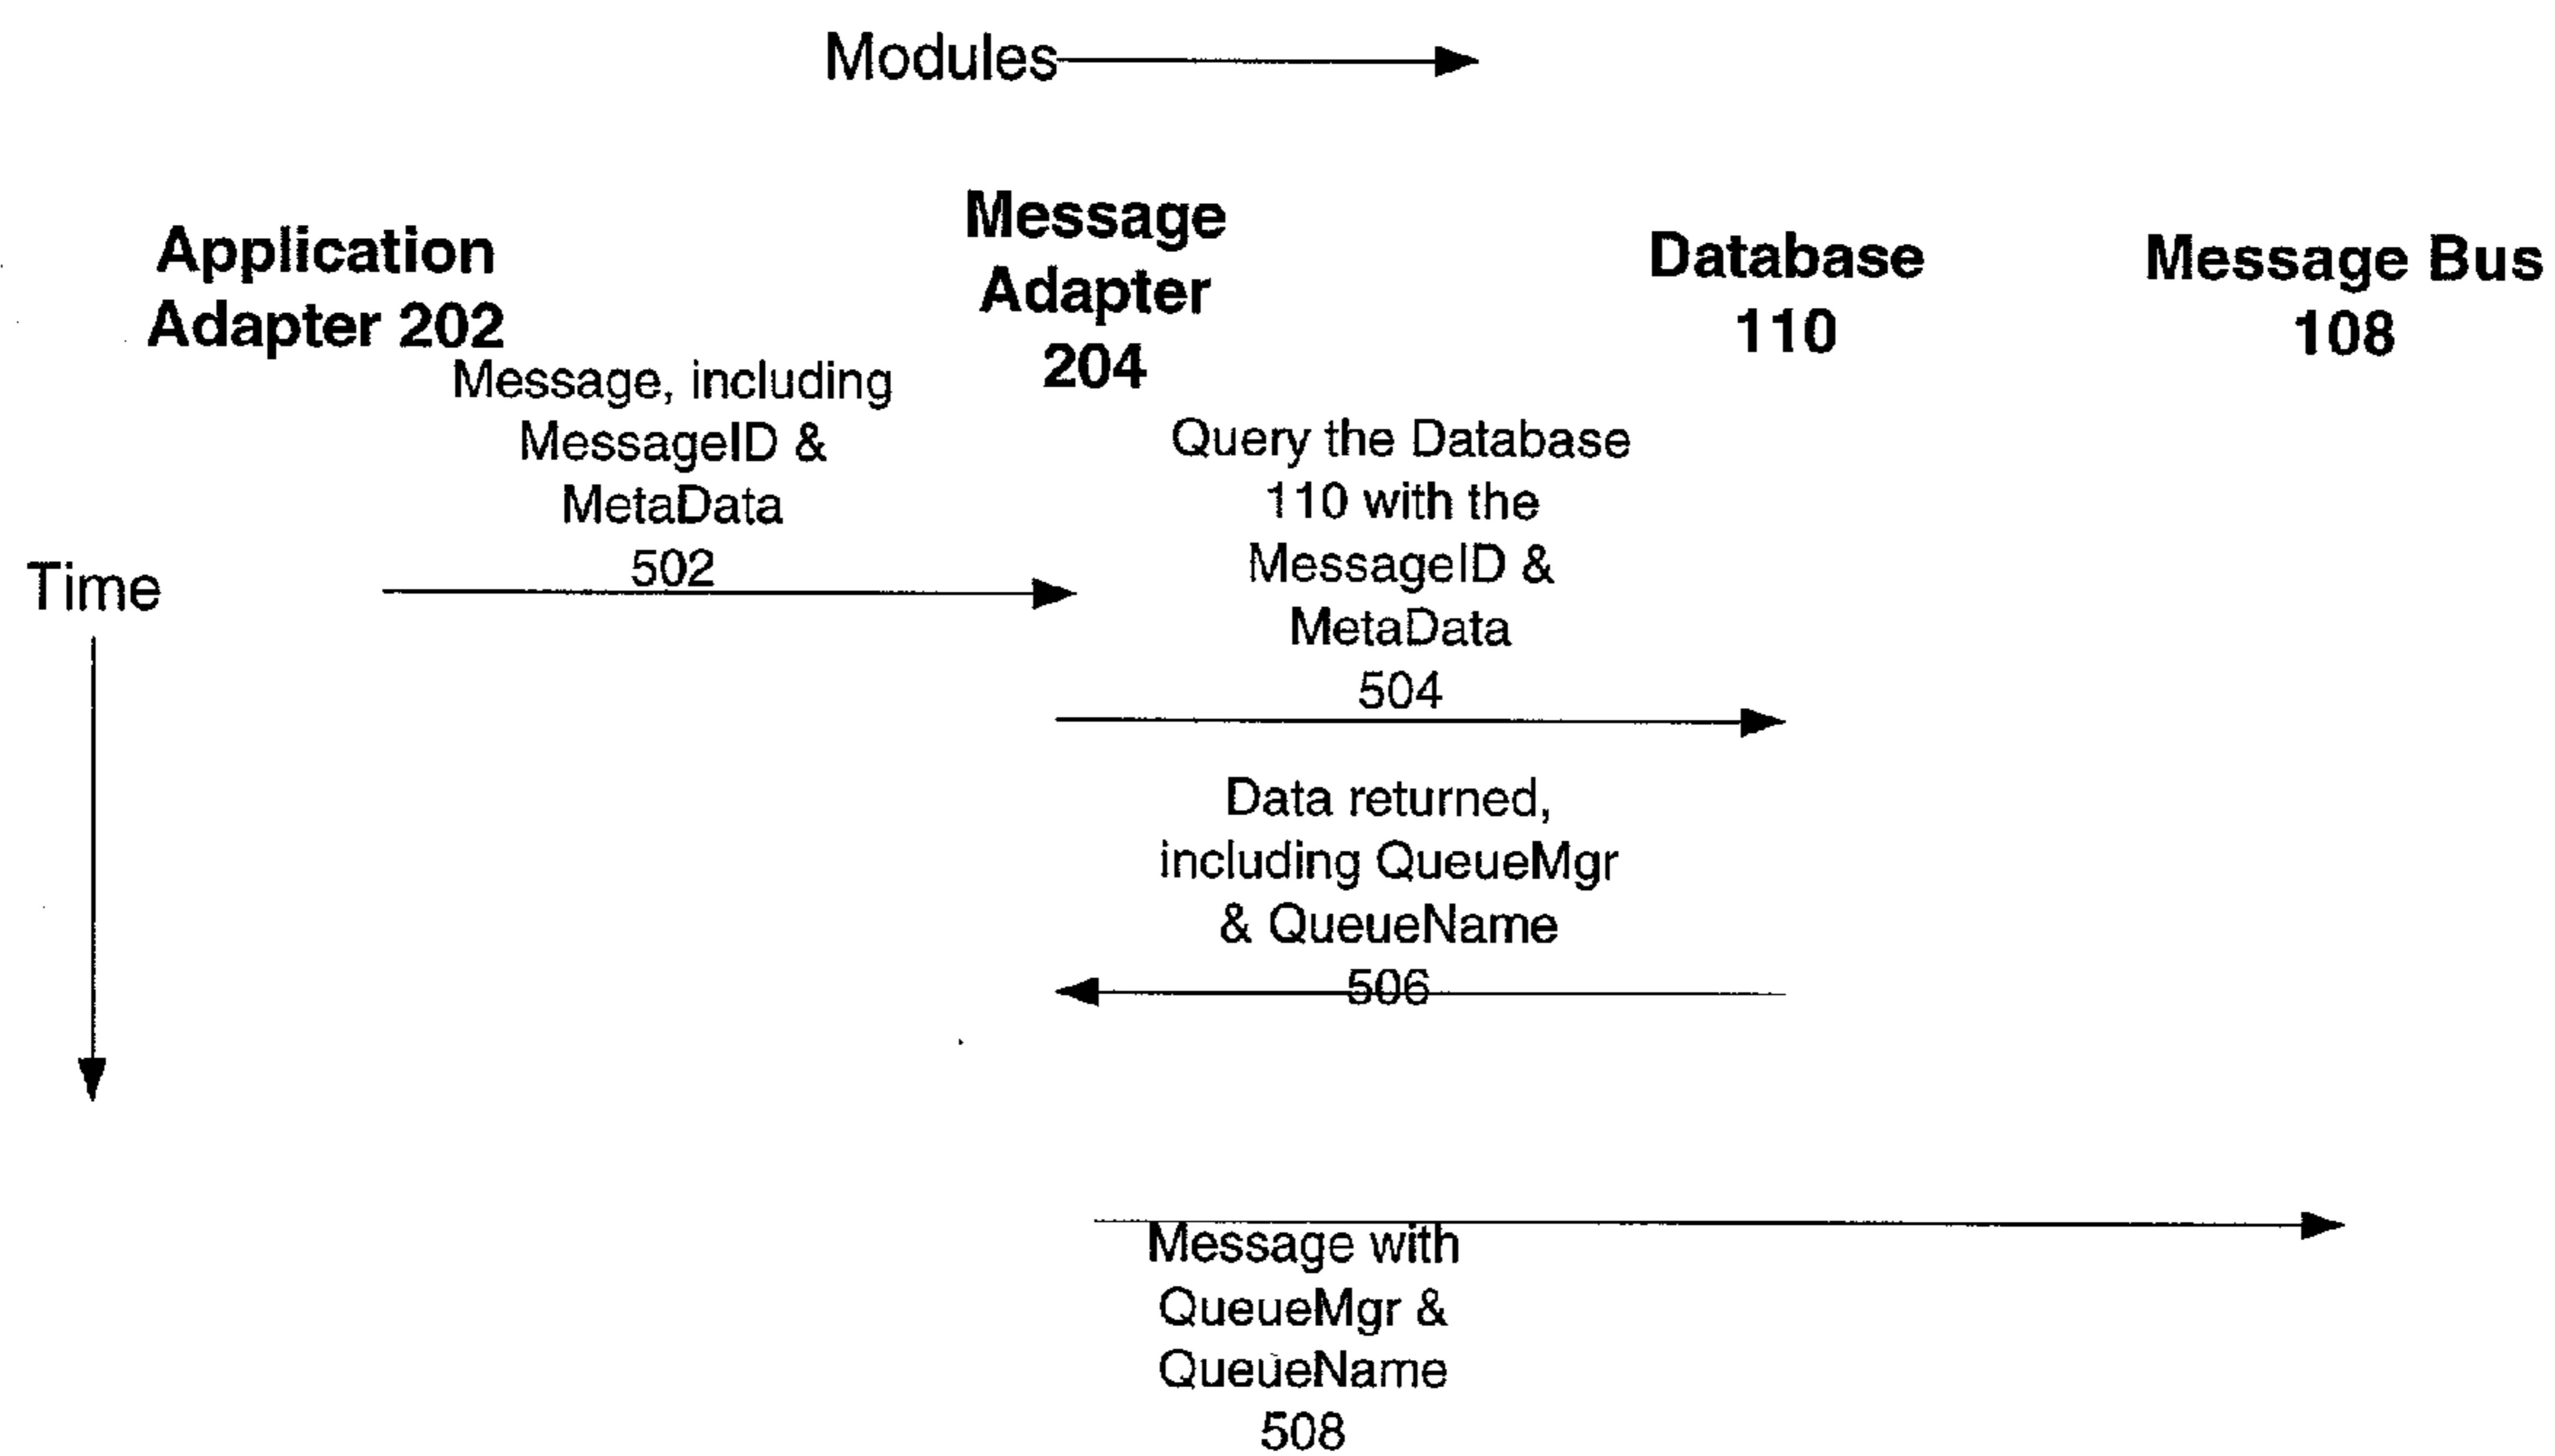 Modules
Application
Adapter 202
Message
Adapter
204
Database
110
Message Bus
108
Message, including
MessageID &
MetaData
502
Query the Database
110 with the
MessageID &
MetaData
504
Time
Data returned,
including QueueMgr
& QueueName
506
Message with
QueueMgr &
QueueName
508